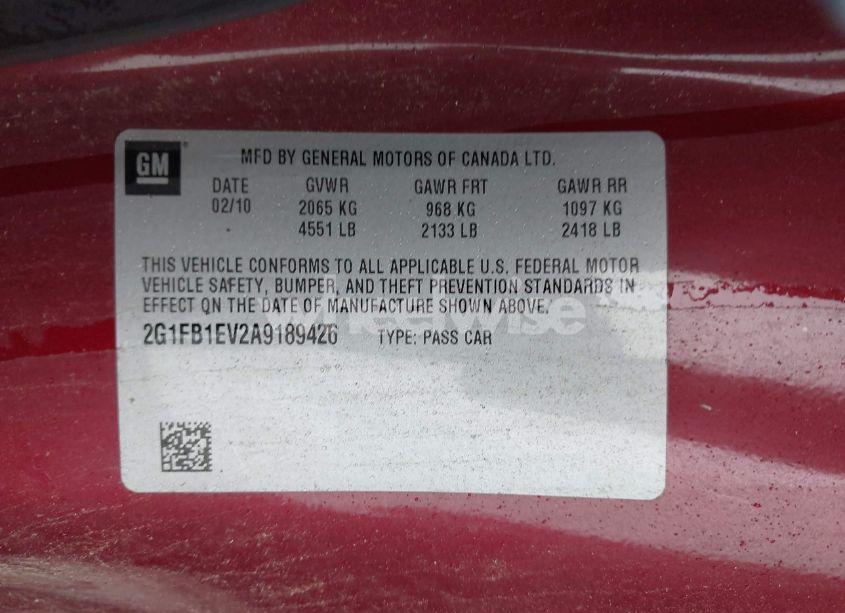 GM
MFD BY GENERAL MOTORS OF CANADA LTD.
DATE GVWR GAWR FRT GAWR RR
02/10 2065 KG 968 KG 1097 KG
4551 LB 2133 LB 2418 LB
THIS VEHICLE CONFORMS TO ALL APPLICABLE U.S. FEDERAL MOTOR
VEHICLE SAFETY, BUMPER, AND THEFT PREVENTION STANDARDS IN
EFFECT ON THE DATE OF MANUFACTURE SHOWN ABOVE.
2G1FB1EV2A9189426 TYPE: PASS CAR